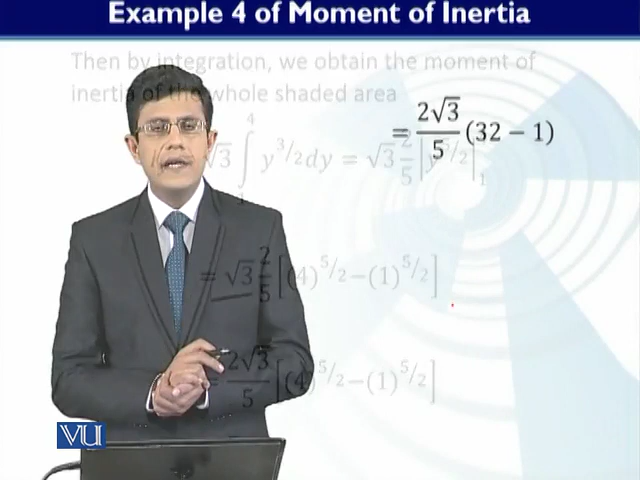 Example 4 of Moment of Inertia
Then by integration, we obtain the moment of
inertia of the whole shaded area
= 2√3/5 (32 − 1)
√3 ∫₁⁴ y^{3/2} dy = √3 2/5 |y^{5/2}|₁
= √3 2/5 [(4)^{5/2} − (1)^{5/2}]
= 2√3/5 [(4)^{5/2} − (1)^{5/2}]
VU